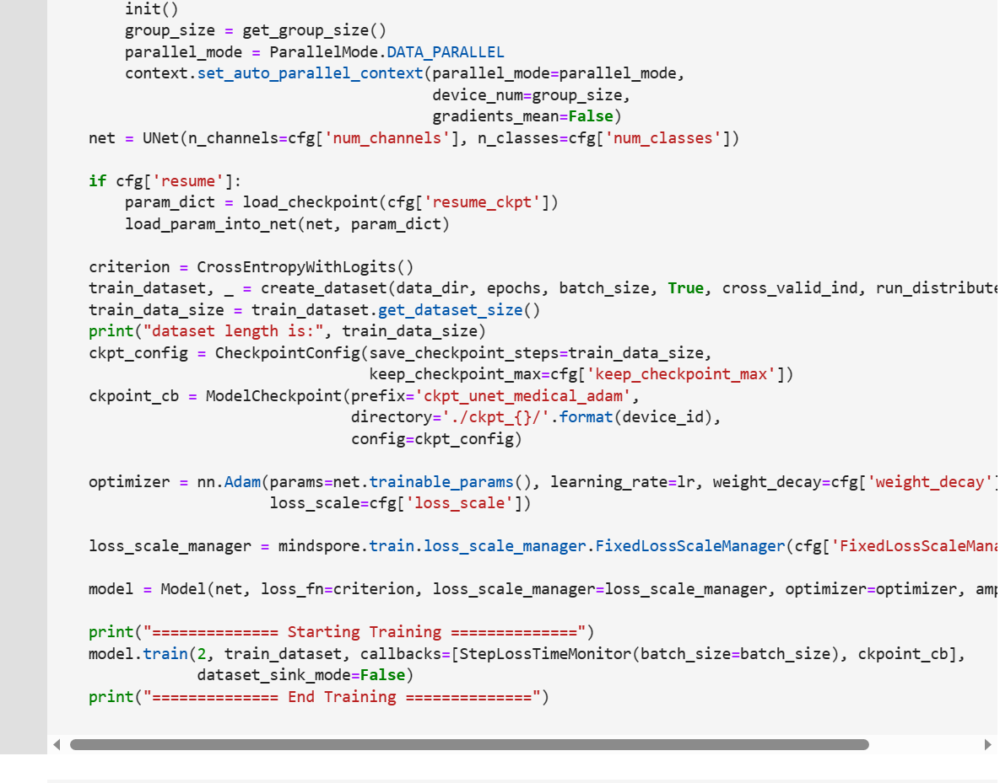 init()
group_size = get_group_size()
parallel_mode = ParallelMode.DATA_PARALLEL
context.set_auto_parallel_context(parallel_mode=parallel_mode,
device_num=group_size,
gradients_mean=False)
net = UNet(n_channels=cfg['num_channels'], n_classes=cfg['num_classes'])
if cfg['resume']:
param_dict = load_checkpoint(cfg['resume_ckpt'])
load_param_into_net(net, param_dict)
criterion = CrossEntropyWithLogits()
train_dataset, _ = create_dataset(data_dir, epochs, batch_size, True, cross_valid_ind, run_distribute
train_data_size = train_dataset.get_dataset_size()
print("dataset length is:", train_data_size)
ckpt_config = CheckpointConfig(save_checkpoint_steps=train_data_size,
keep_checkpoint_max=cfg['keep_checkpoint_max'])
ckpoint_cb = ModelCheckpoint(prefix='ckpt_unet_medical_adam',
directory='./ckpt_{}/'.format(device_id),
config=ckpt_config)
optimizer = nn.Adam(params=net.trainable_params(), learning_rate=lr, weight_decay=cfg['weight_decay']
loss_scale=cfg['loss_scale'])
loss_scale_manager = mindspore.train.loss_scale_manager.FixedLossScaleManager(cfg['FixedLossScaleMana
model = Model(net, loss_fn=criterion, loss_scale_manager=loss_scale_manager, optimizer=optimizer, amp
print("============== Starting Training ==============")
model.train(2, train_dataset, callbacks=[StepLossTimeMonitor(batch_size=batch_size), ckpoint_cb],
dataset_sink_mode=False)
print("============== End Training ==============")